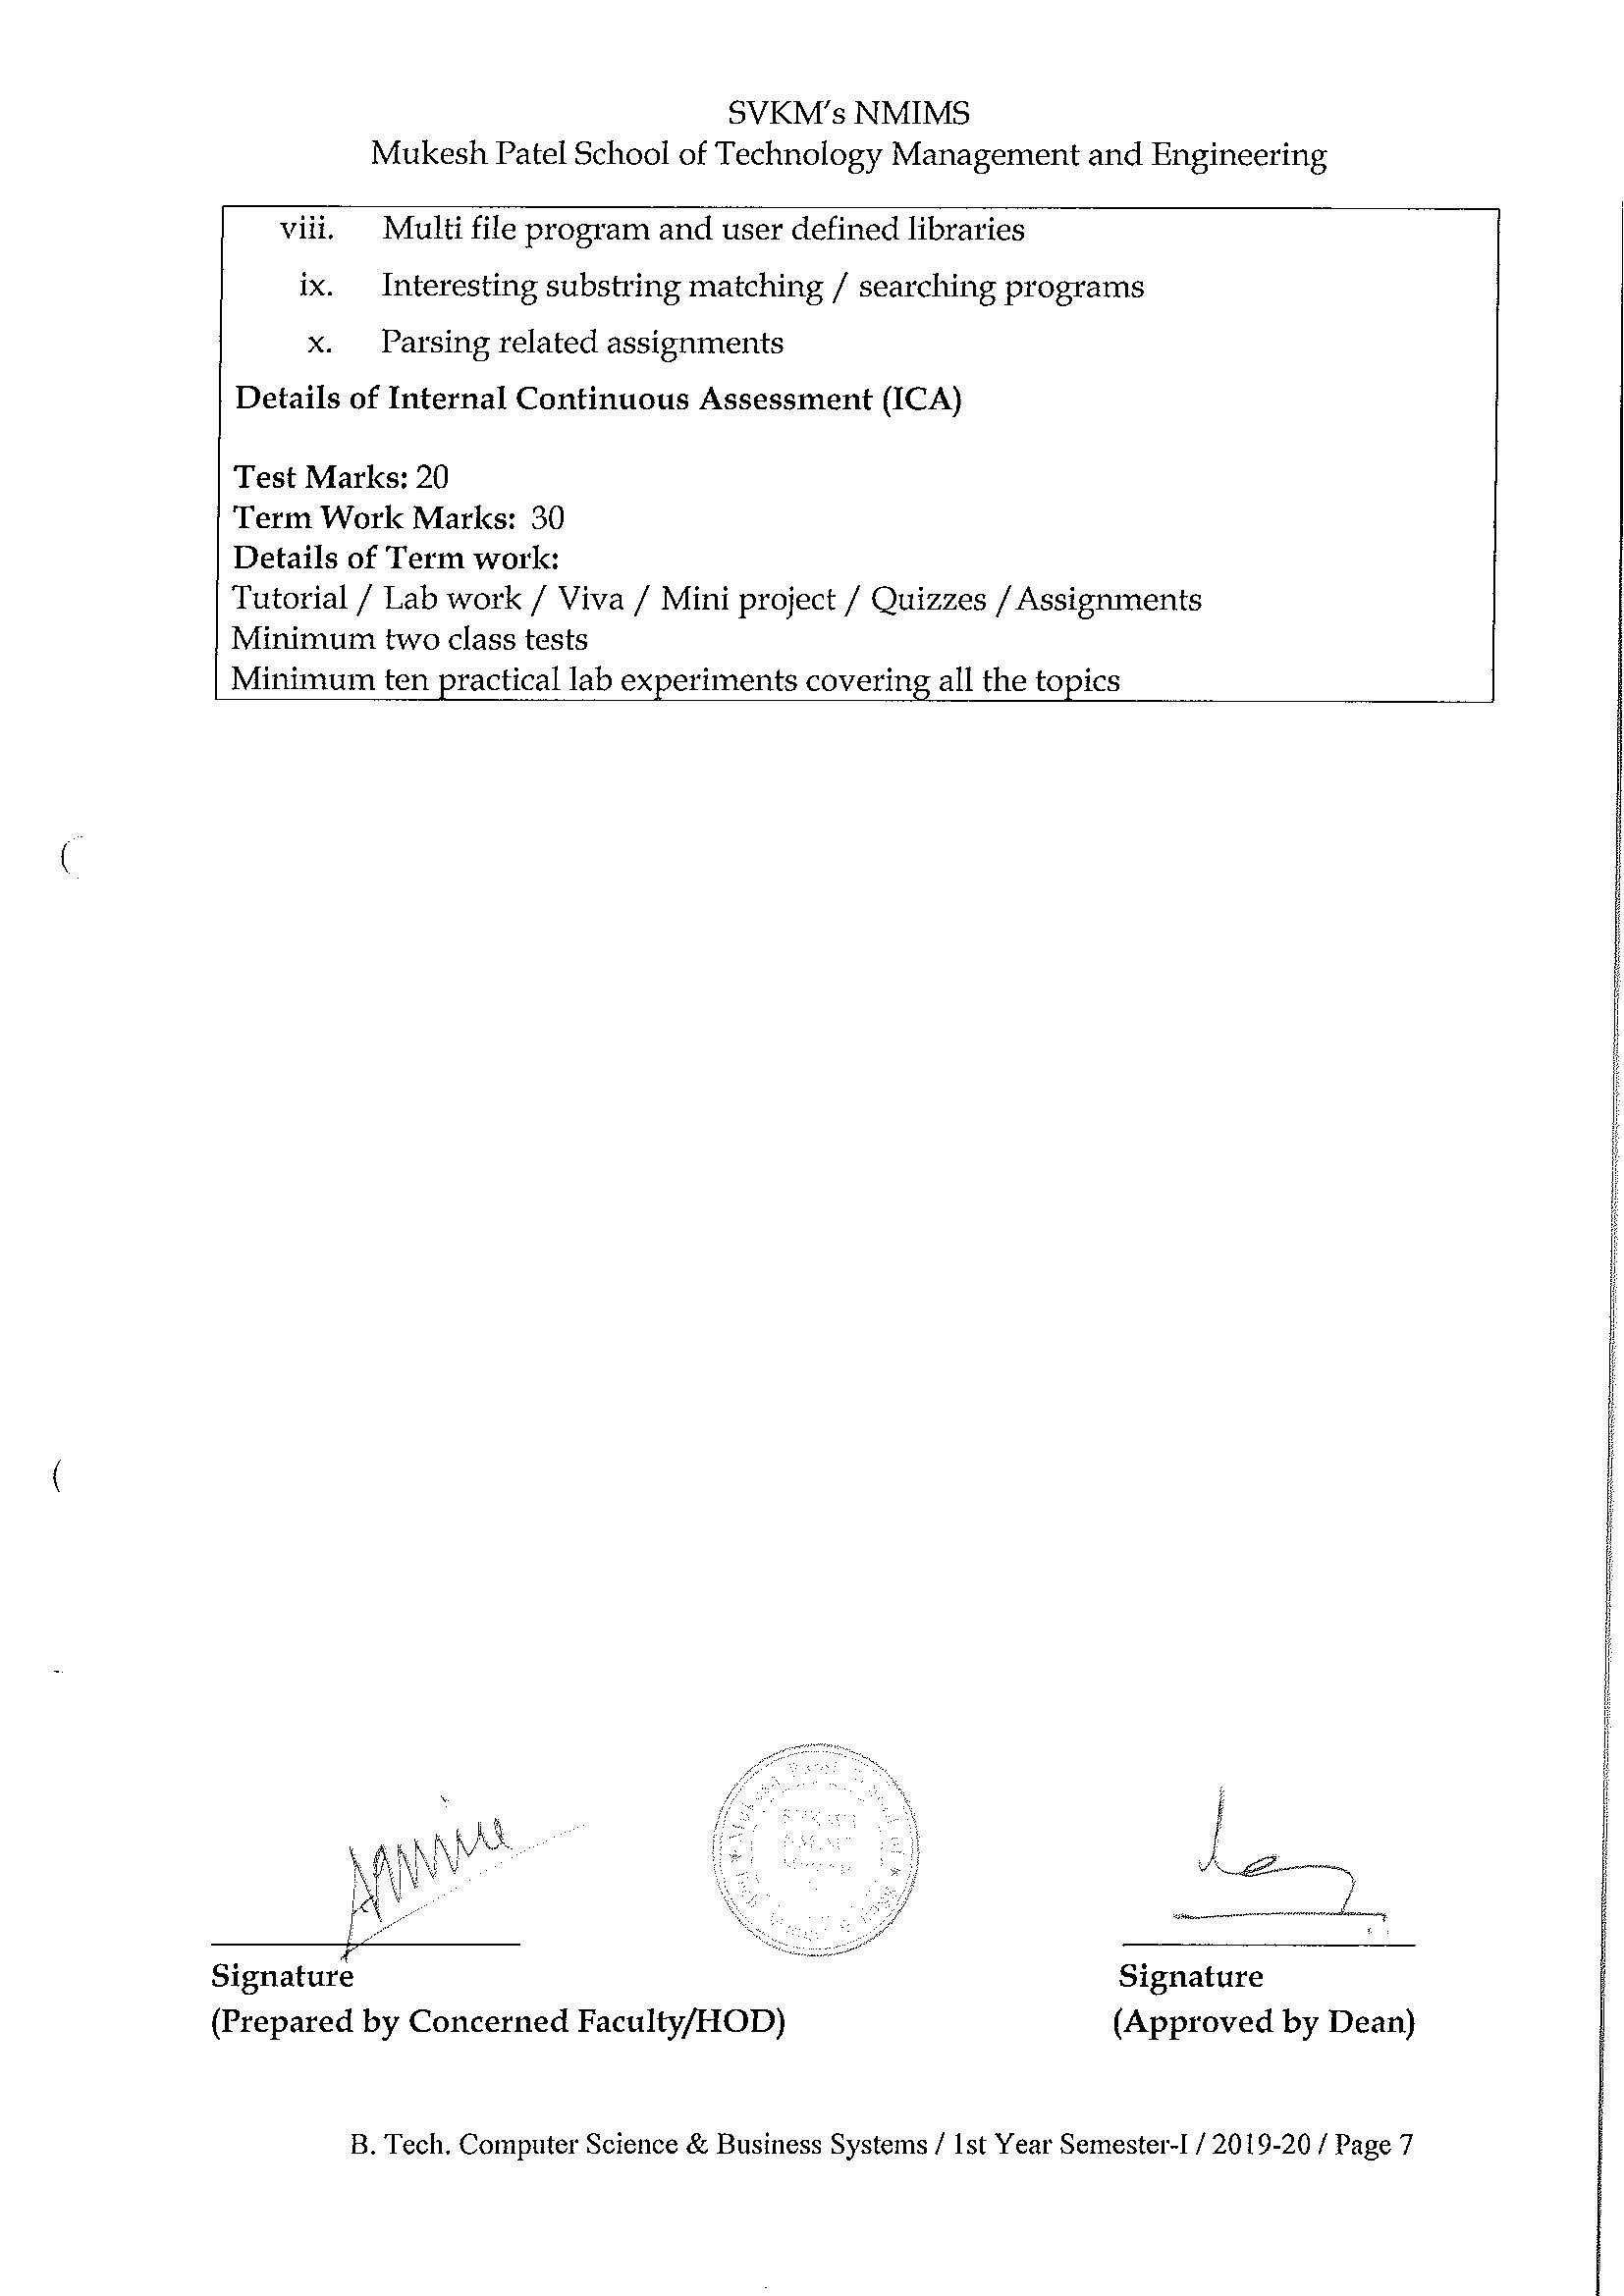 SVKM's NMIMS
Mukesh Patel School of Technology Management and Engineering
viii. Multi file program and user defined libraries
ix. Interesting substring matching / searching programs
x. Parsing related assignments
Details of Internal Continuous Assessment (ICA)
Test Marks: 20
Term Work Marks: 30
Details of Term work:
Tutorial / Lab work / Viva / Mini project / Quizzes / Assignments
Minimum two class tests
Minimum ten practical lab experiments covering all the topics
Signature
(Prepared by Concerned Faculty/HOD)
Signature
(Approved by Dean)
B. Tech. Computer Science & Business Systems / 1st Year Semester-I / 2019-20 / Page 7